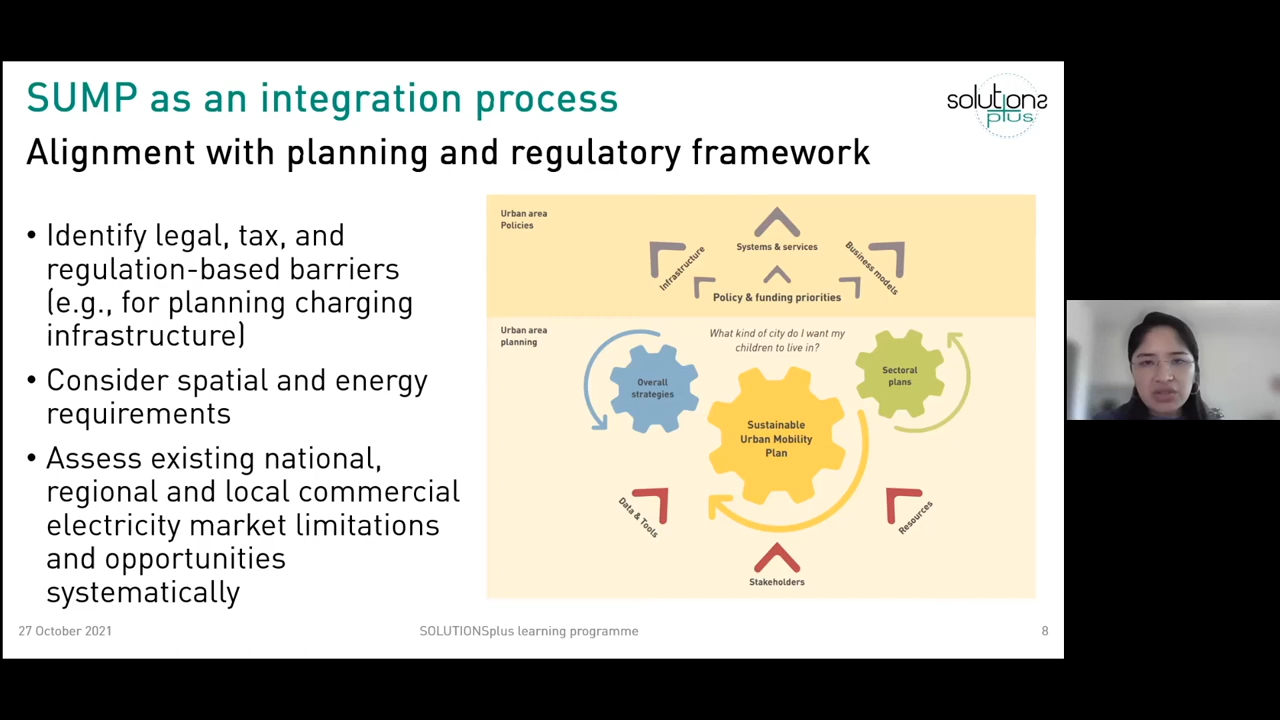 SUMP as an integration process
solutions
plus
Alignment with planning and regulatory framework
• Identify legal, tax, and
regulation-based barriers
(e.g., for planning charging
infrastructure)
• Consider spatial and energy
requirements
• Assess existing national,
regional and local commercial
electricity market limitations
and opportunities
systematically
Urban area
Policies
Infrastructure
Systems & services
Business models
Policy & funding priorities
Urban area
planning
What kind of city do I want my
children to live in?
Overall
strategies
Sectoral
plans
Sustainable
Urban Mobility
Plan
Data & Tools
Resources
Stakeholders
27 October 2021
SOLUTIONSplus learning programme
8